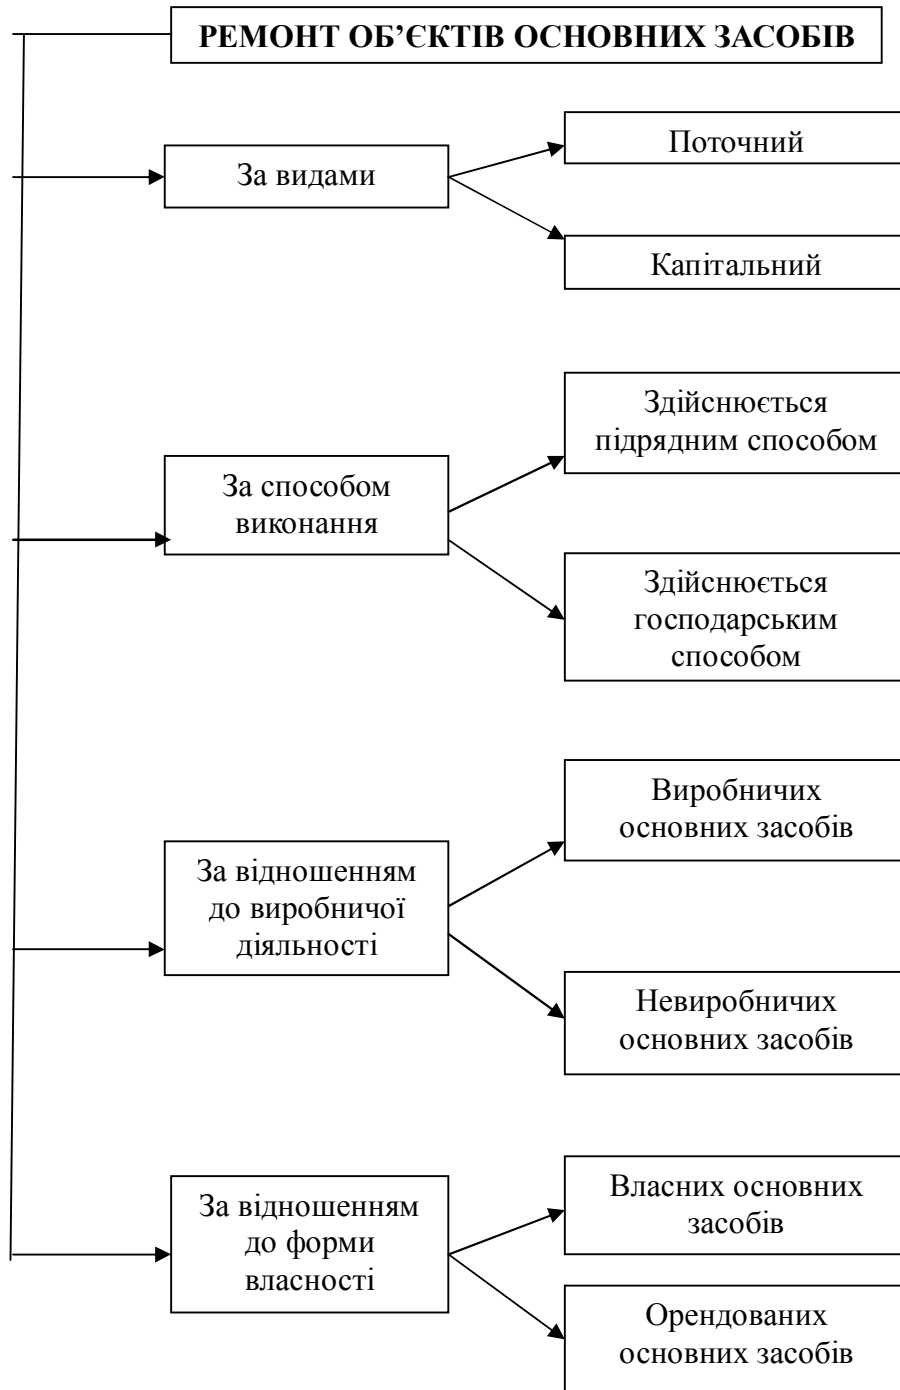 РЕМОНТ ОБ’ЄКТІВ ОСНОВНИХ ЗАСОБІВ
За видами
Поточний
Капітальний
За способом
виконання
Здійснюється
підрядним способом
Здійснюється
господарським
способом
За відношенням
до виробничої
діяльності
Виробничих
основних засобів
Невиробничих
основних засобів
За відношенням
до форми
власності
Власних основних
засобів
Орендованих
основних засобів